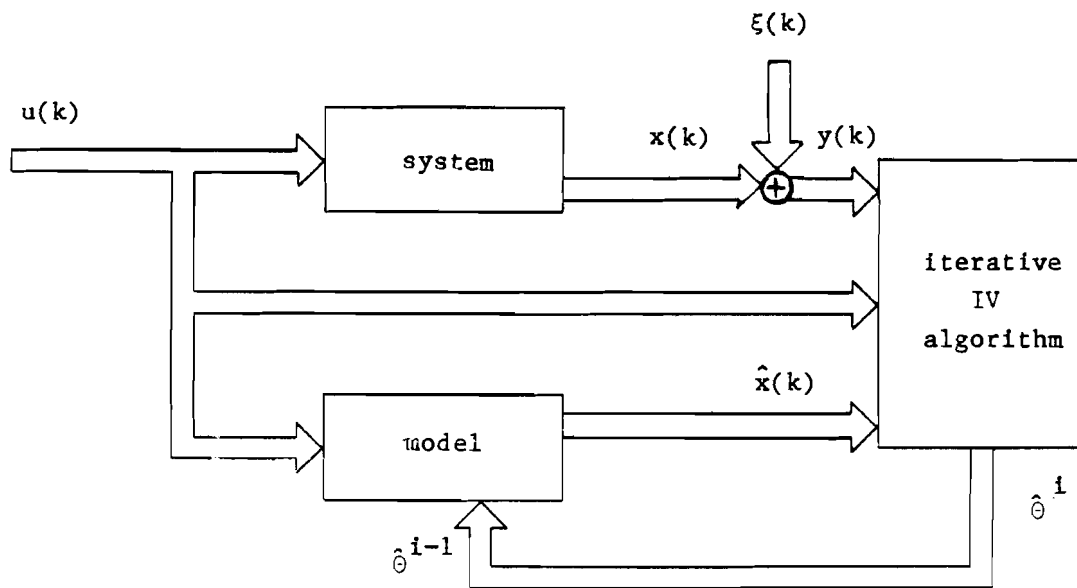 ξ(k)
u(k)
x(k)
y(k)
system
iterative
IV
algorithm
x̂(k)
model
Θ̂ i
Θ̂ i-1